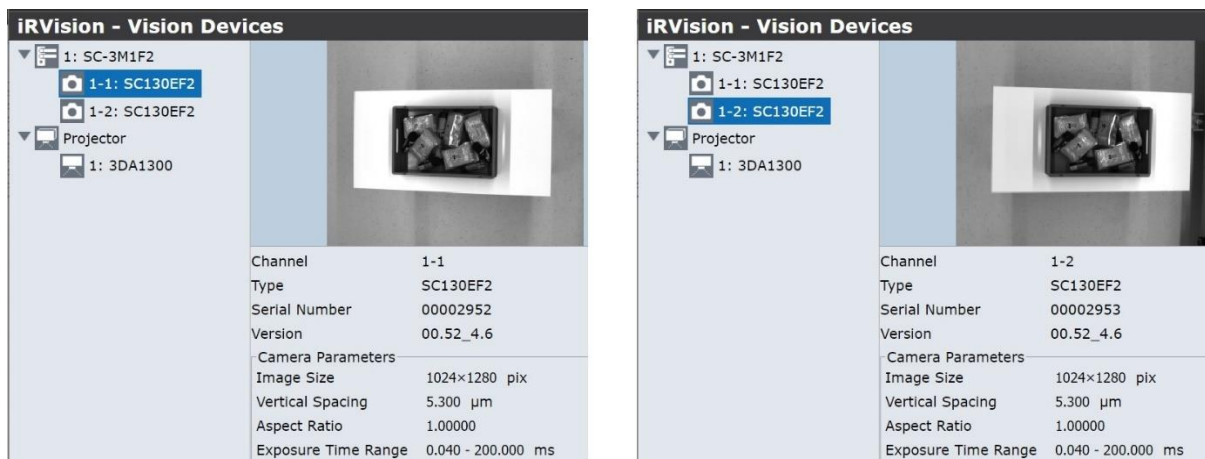 iRVision - Vision Devices
1: SC-3M1F2
1-1: SC130EF2
1-2: SC130EF2
Projector
1: 3DA1300
Channel 1-1
Type SC130EF2
Serial Number 00002952
Version 00.52_4.6
Camera Parameters
Image Size 1024×1280 pix
Vertical Spacing 5.300 µm
Aspect Ratio 1.00000
Exposure Time Range 0.040 - 200.000 ms
iRVision - Vision Devices
1: SC-3M1F2
1-1: SC130EF2
1-2: SC130EF2
Projector
1: 3DA1300
Channel 1-2
Type SC130EF2
Serial Number 00002953
Version 00.52_4.6
Camera Parameters
Image Size 1024×1280 pix
Vertical Spacing 5.300 µm
Aspect Ratio 1.00000
Exposure Time Range 0.040 - 200.000 ms